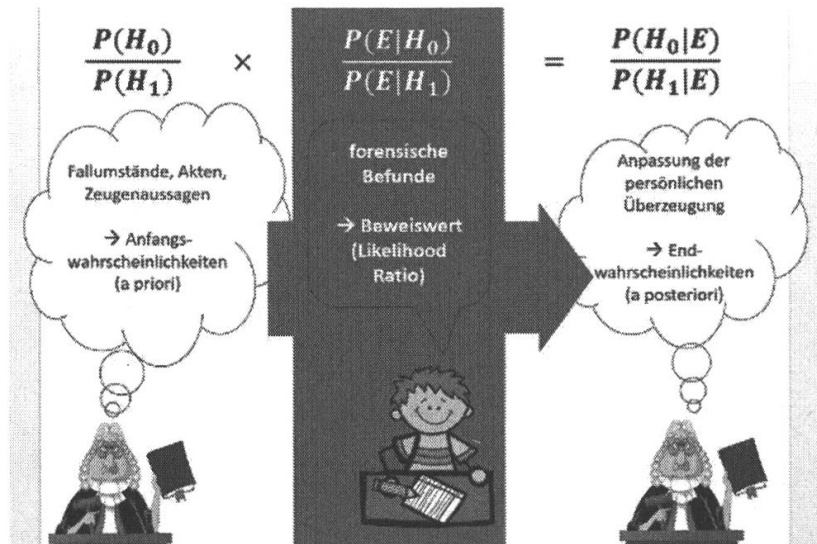 P(H₀)
P(H₁)
×
P(E|H₀)
P(E|H₁)
=
P(H₀|E)
P(H₁|E)
Fallumstände, Akten,
Zeugenaussagen
→ Anfangs-
wahrscheinlichkeiten
(a priori)
forensische
Befunde
→ Beweiswert
(Likelihood
Ratio)
Anpassung der
persönlichen
Überzeugung
→ End-
wahrscheinlichkeiten
(a posteriori)